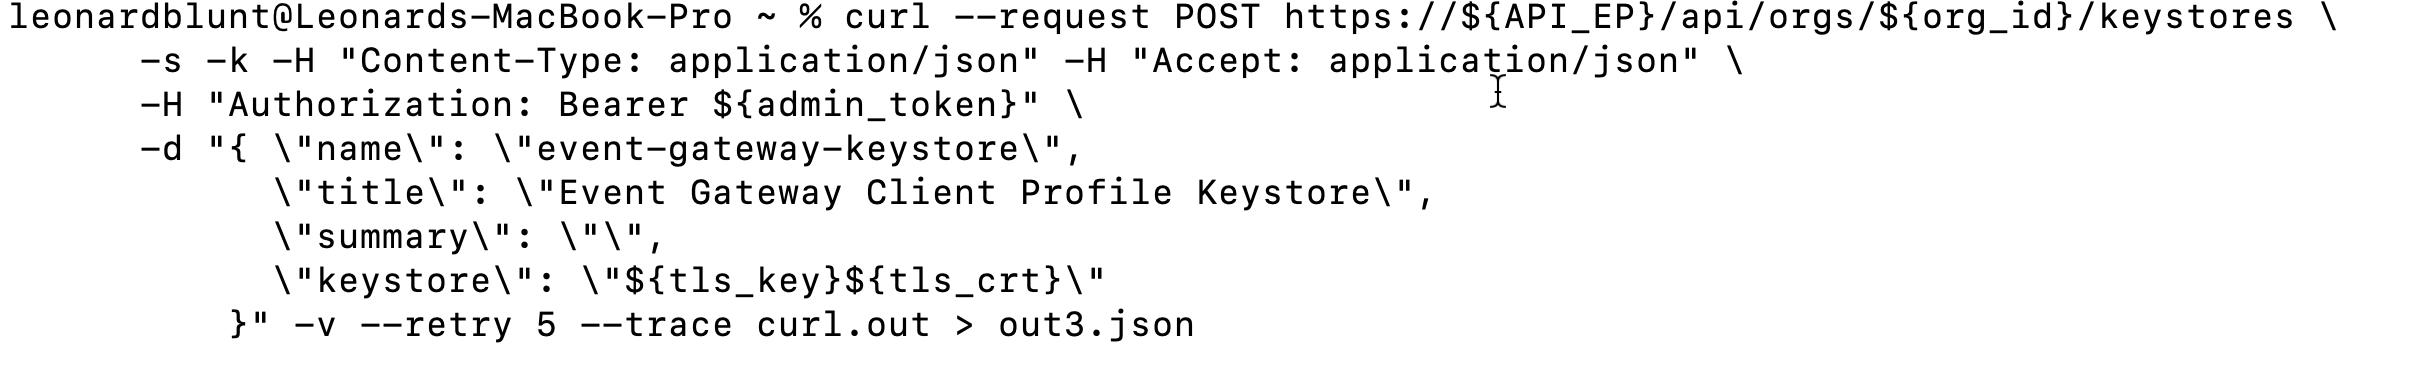 leonardblunt@Leonards-MacBook-Pro ~ % curl --request POST https://${API_EP}/api/orgs/${org_id}/keystores \
-s -k -H "Content-Type: application/json" -H "Accept: application/json" \
-H "Authorization: Bearer ${admin_token}" \
-d "{ \"name\": \"event-gateway-keystore\",
\"title\": \"Event Gateway Client Profile Keystore\",
\"summary\": \"\",
\"keystore\": \"${tls_key}${tls_crt}\"
}" -v --retry 5 --trace curl.out > out3.json